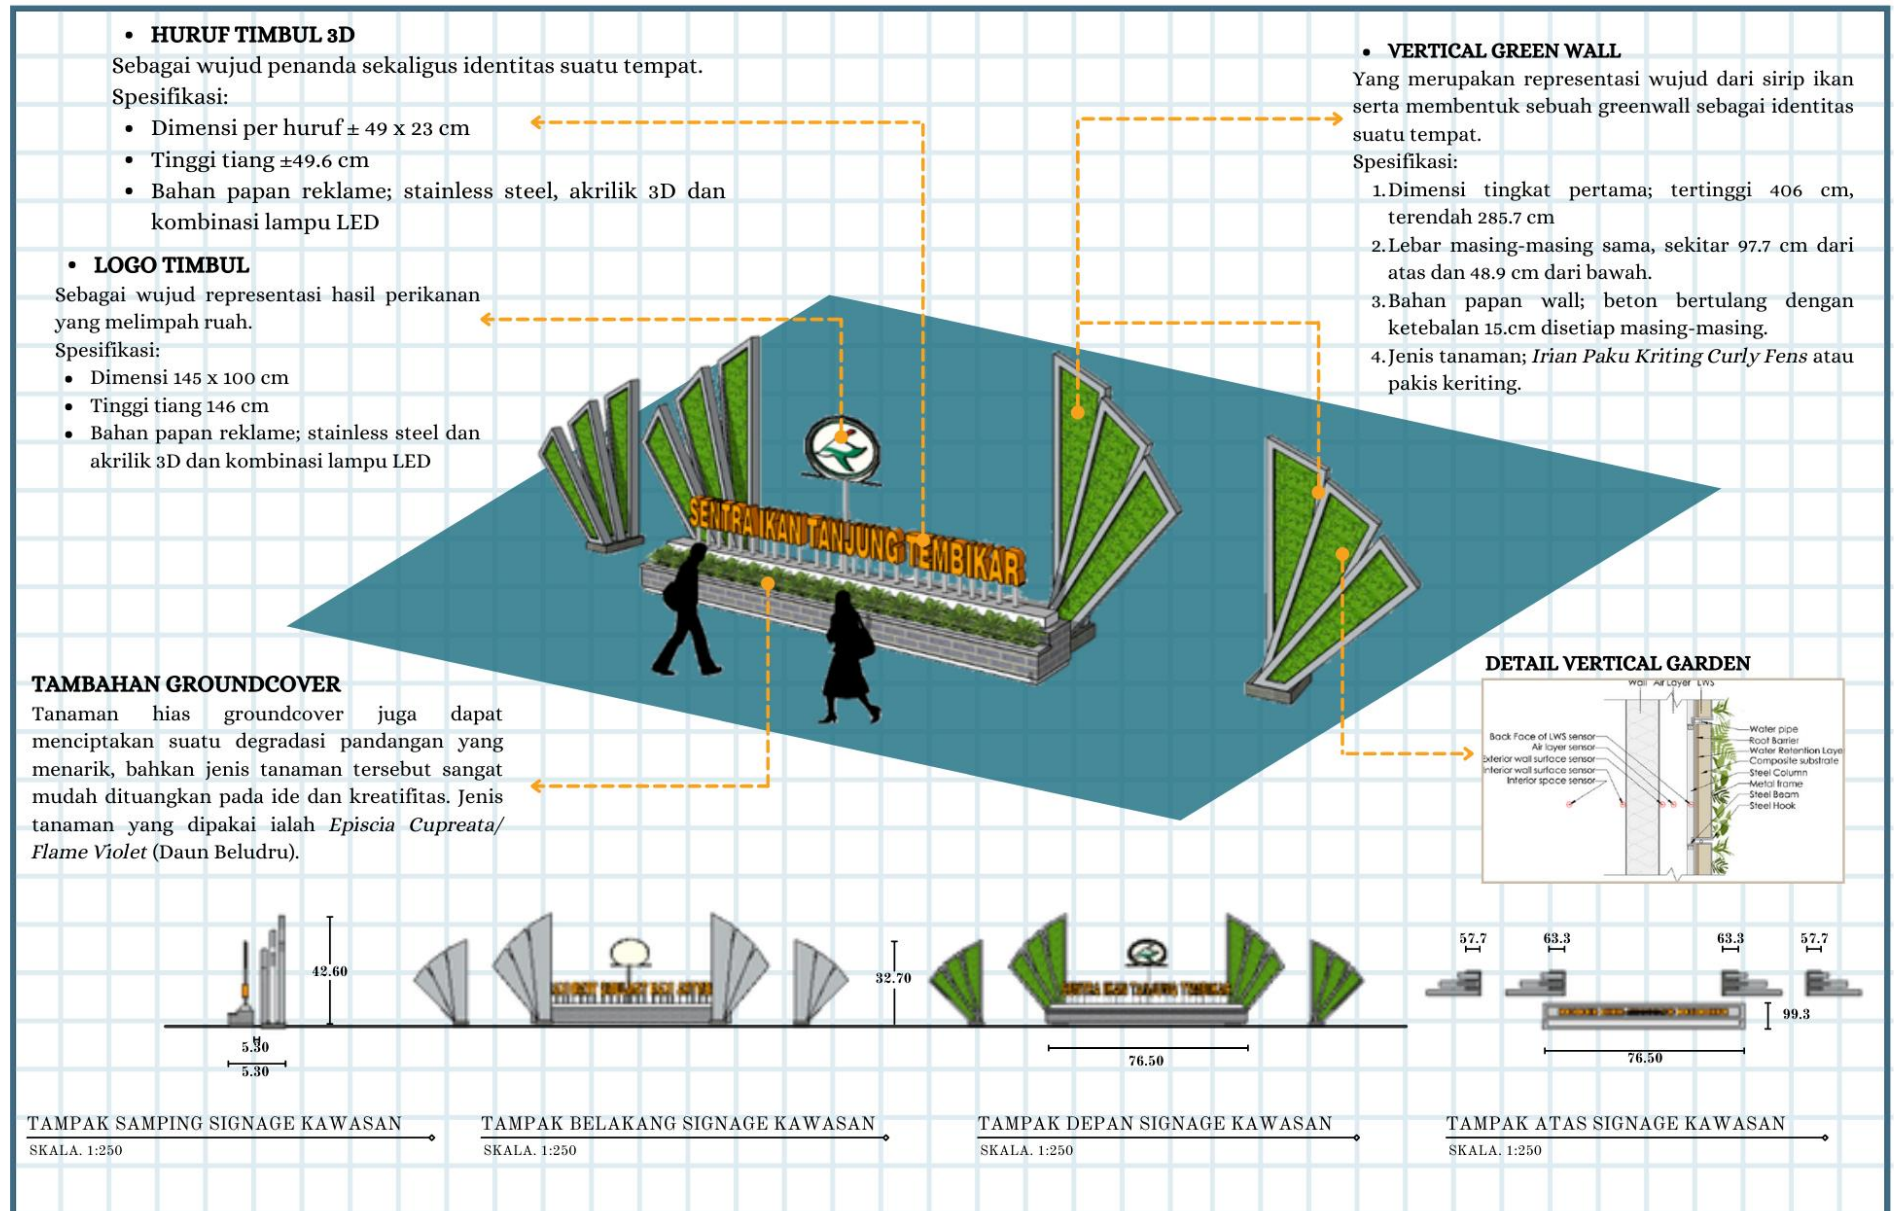 HURUF TIMBUL 3D
Sebagai wujud penanda sekaligus identitas suatu tempat.
Spesifikasi:
Dimensi per huruf ± 49 x 23 cm
Tinggi tiang ±49.6 cm
Bahan papan reklame; stainless steel, akrilik 3D dan
kombinasi lampu LED
LOGO TIMBUL
Sebagai wujud representasi hasil perikanan
yang melimpah ruah.
Spesifikasi:
Dimensi 145 x 100 cm
Tinggi tiang 146 cm
Bahan papan reklame; stainless steel dan
akrilik 3D dan kombinasi lampu LED
VERTICAL GREEN WALL
Yang merupakan representasi wujud dari sirip ikan
serta membentuk sebuah greenwall sebagai identitas
suatu tempat.
Spesifikasi:
1.Dimensi tingkat pertama; tertinggi 406 cm,
terendah 285.7 cm
2.Lebar masing-masing sama, sekitar 97.7 cm dari
atas dan 48.9 cm dari bawah.
3.Bahan papan wall; beton bertulang dengan
ketebalan 15.cm disetiap masing-masing.
4.Jenis tanaman; Irian Paku Kriting Curly Fens atau
pakis keriting.
SENTRA IKAN TANJUNG TEMBIKAR
TAMBAHAN GROUNDCOVER
Tanaman hias groundcover juga dapat
menciptakan suatu degradasi pandangan yang
menarik, bahkan jenis tanaman tersebut sangat
mudah dituangkan pada ide dan kreatifitas. Jenis
tanaman yang dipakai ialah Episcia Cupreata/
Flame Violet (Daun Beludru).
DETAIL VERTICAL GARDEN
Wall Air Layer LWS
Back Face of LWS sensor
Air layer sensor
Exterior wall surface sensor
Interior wall surface sensor
Interior space sensor
Water pipe
Root Barrier
Water Retention Laye
Composite substrate
Steel Column
Metal frame
Steel Beam
Steel Hook
42.60
5.30
5.30
32.70
SENTRA IKAN TANJUNG TEMBIKAR
76.50
57.7
63.3
63.3
57.7
99.3
76.50
TAMPAK SAMPING SIGNAGE KAWASAN
SKALA. 1:250
TAMPAK BELAKANG SIGNAGE KAWASAN
SKALA. 1:250
TAMPAK DEPAN SIGNAGE KAWASAN
SKALA. 1:250
TAMPAK ATAS SIGNAGE KAWASAN
SKALA. 1:250